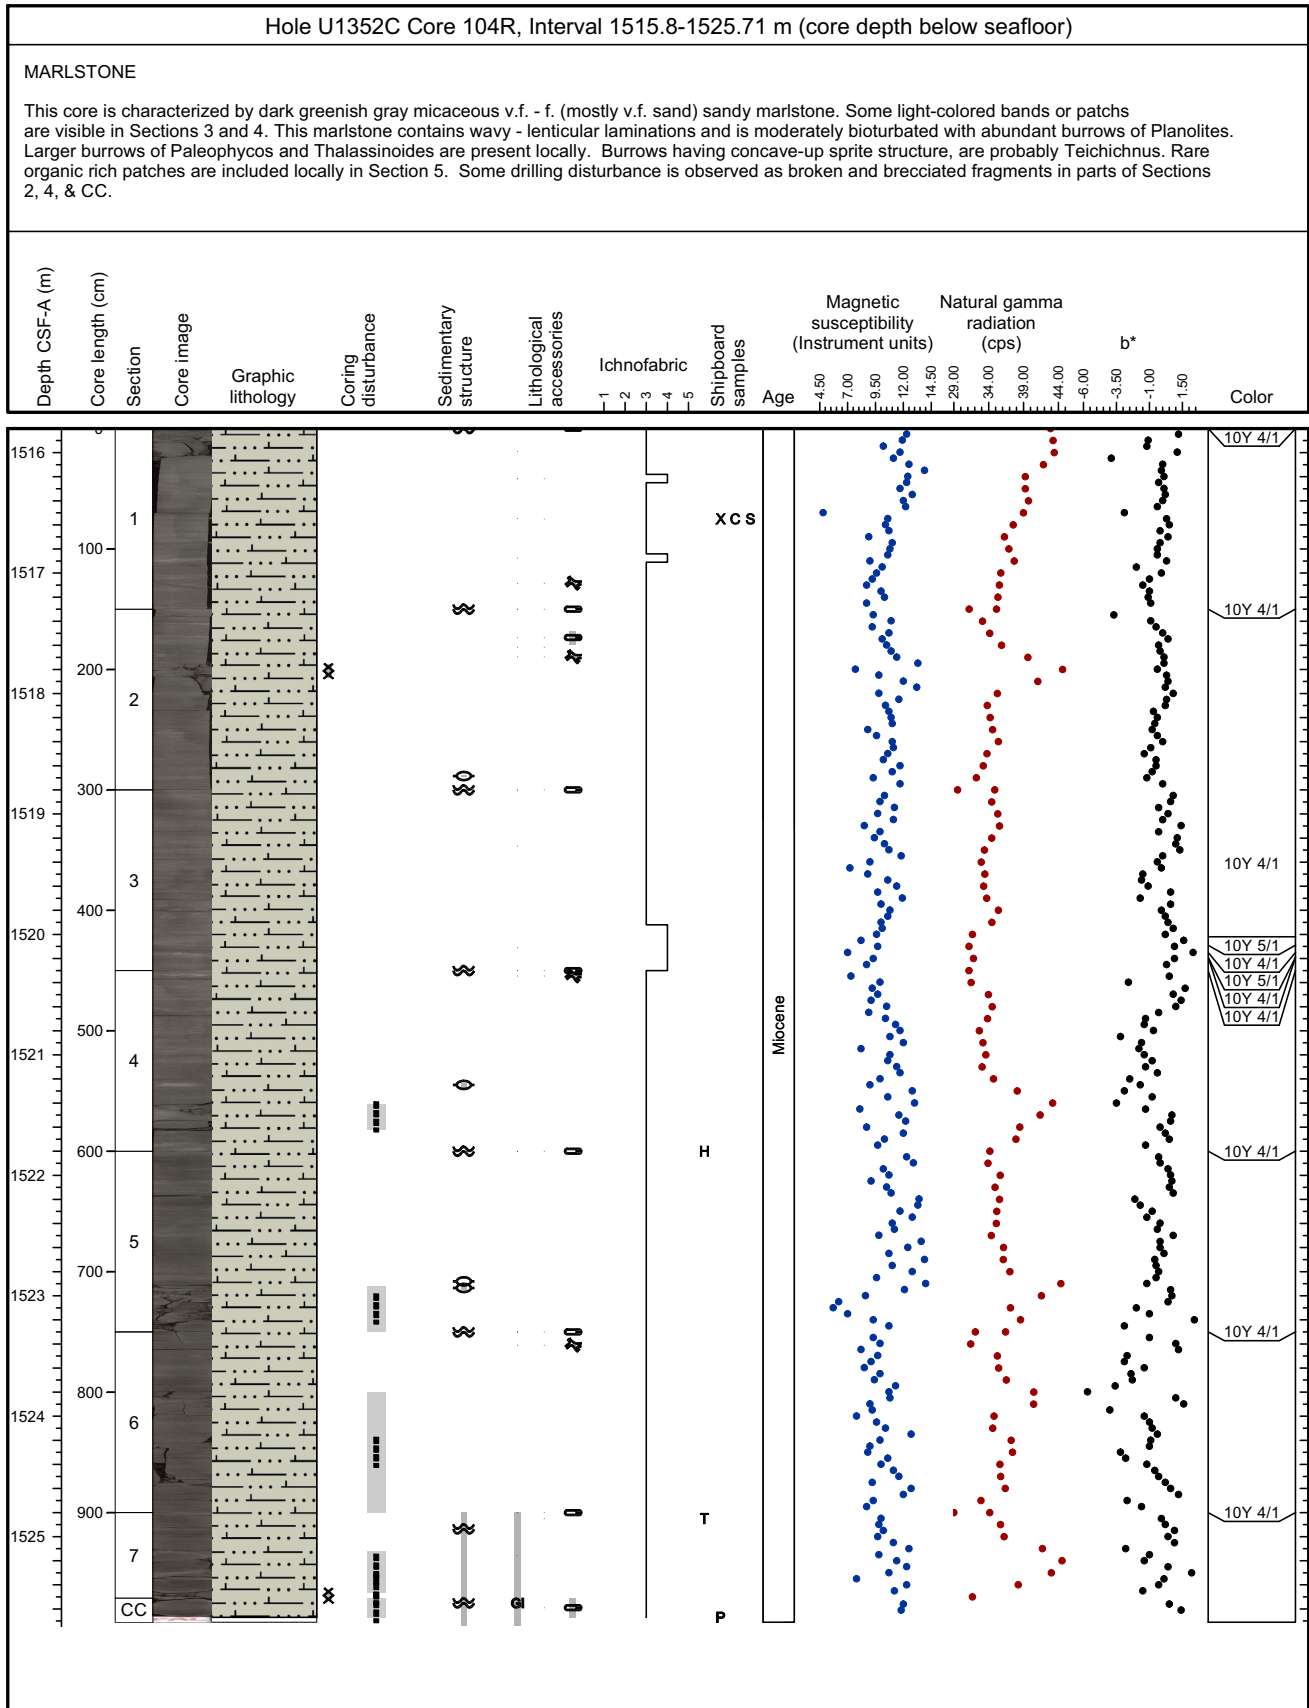 Hole U1352C Core 104R, Interval 1515.8-1525.71 m (core depth below seafloor)
MARLSTONE
This core is characterized by dark greenish gray micaceous v.f. - f. (mostly v.f. sand) sandy marlstone. Some light-colored bands or patchs
are visible in Sections 3 and 4. This marlstone contains wavy - lenticular laminations and is moderately bioturbated with abundant burrows of Planolites.
Larger burrows of Paleophycos and Thalassinoides are present locally. Burrows having concave-up sprite structure, are probably Teichichnus. Rare
organic rich patches are included locally in Section 5. Some drilling disturbance is observed as broken and brecciated fragments in parts of Sections
2, 4, & CC.
Depth CSF-A (m)
Core length (cm)
Section
Core image
Graphic
lithology
Coring
disturbance
Sedimentary
structure
Lithological
accessories
Ichnofabric
1 2 3 4 5
Shipboard
samples
Age
Magnetic
susceptibility
(Instrument units)
4.50 7.00 9.50 12.00 14.50
Natural gamma
radiation
(cps)
29.00 34.00 39.00 44.00
b*
-6.00 -3.50 -1.00 1.50
Color
0
10Y 4/1
1516
1
X C S
100
1517
10Y 4/1
200
1518
2
300
1519
3
10Y 4/1
400
1520
10Y 5/1
10Y 4/1
10Y 5/1
10Y 4/1
10Y 4/1
500
1521
4
Miocene
600
H
10Y 4/1
1522
5
700
1523
10Y 4/1
800
1524
6
900
T
10Y 4/1
1525
7
CC
GI
P